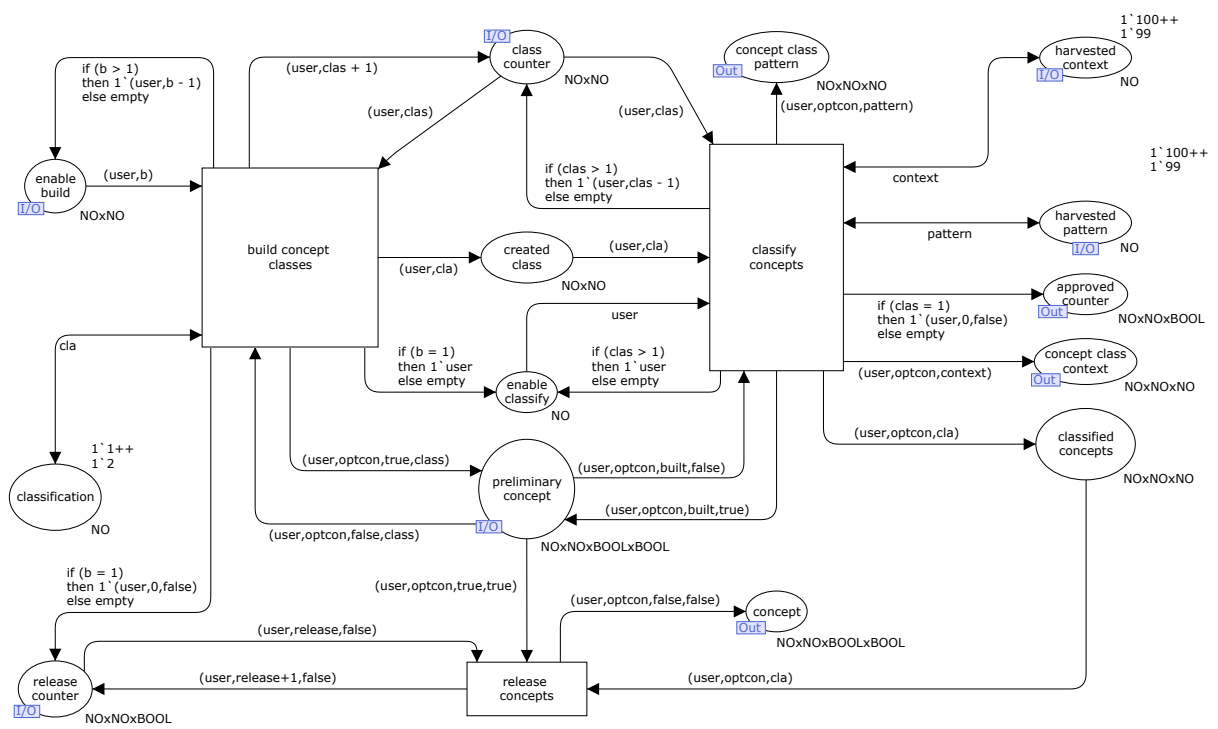 1`100++
1`99
I/O
class
counter
NOxNO
concept class
pattern
Out
NOxNOxNO
harvested
context
I/O
NO
if (b > 1)
then 1`(user,b - 1)
else empty
(user,clas + 1)
(user,clas)
(user,clas)
(user,optcon,pattern)
1`100++
1`99
enable
build
I/O
NOxNO
(user,b)
if (clas > 1)
then 1`(user,clas - 1)
else empty
context
build concept
classes
created
class
NOxNO
(user,cla)
(user,cla)
classify
concepts
pattern
harvested
pattern
I/O
NO
approved
counter
Out
NOxNOxBOOL
if (clas = 1)
then 1`(user,0,false)
else empty
user
cla
if (b = 1)
then 1`user
else empty
if (clas > 1)
then 1`user
else empty
enable
classify
NO
concept class
context
Out
NOxNOxNO
(user,optcon,context)
1`1++
1`2
classification
NO
(user,optcon,true,class)
preliminary
concept
I/O
NOxNOxBOOLxBOOL
(user,optcon,built,false)
(user,optcon,built,true)
(user,optcon,cla)
classified
concepts
NOxNOxNO
(user,optcon,false,class)
if (b = 1)
then 1`(user,0,false)
else empty
(user,optcon,true,true)
(user,optcon,false,false)
concept
Out
NOxNOxBOOLxBOOL
(user,release,false)
release
counter
I/O
NOxNOxBOOL
(user,release+1,false)
release
concepts
(user,optcon,cla)